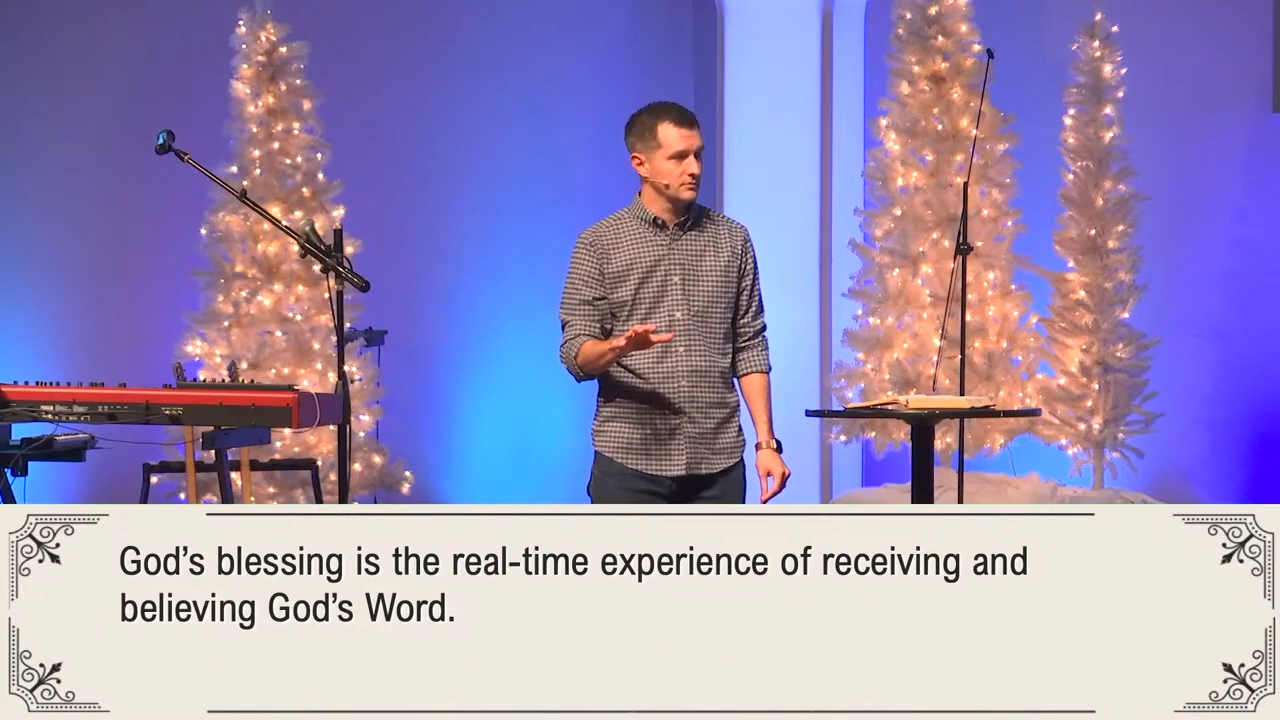 God’s blessing is the real-time experience of receiving and
believing God’s Word.